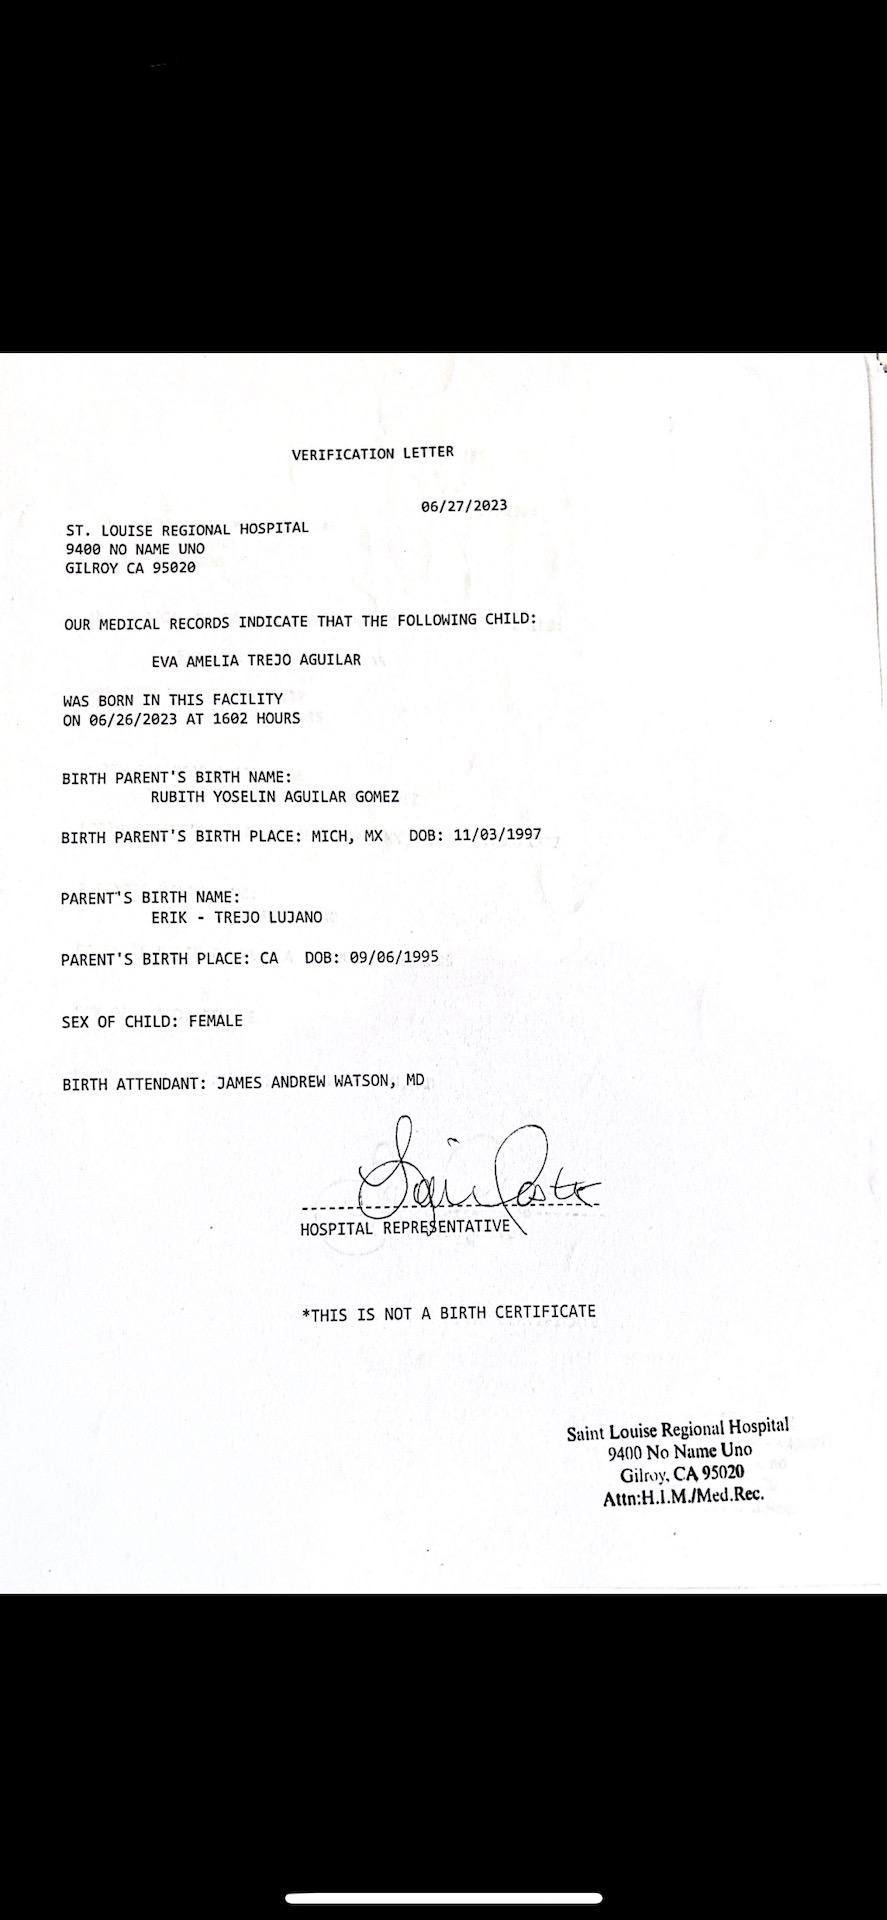 VERIFICATION LETTER
06/27/2023
ST. LOUISE REGIONAL HOSPITAL
9400 NO NAME UNO
GILROY CA 95020
OUR MEDICAL RECORDS INDICATE THAT THE FOLLOWING CHILD:
EVA AMELIA TREJO AGUILAR
WAS BORN IN THIS FACILITY
ON 06/26/2023 AT 1602 HOURS
BIRTH PARENT'S BIRTH NAME:
RUBITH YOSELIN AGUILAR GOMEZ
BIRTH PARENT'S BIRTH PLACE: MICH, MX DOB: 11/03/1997
PARENT'S BIRTH NAME:
ERIK - TREJO LUJANO
PARENT'S BIRTH PLACE: CA DOB: 09/06/1995
SEX OF CHILD: FEMALE
BIRTH ATTENDANT: JAMES ANDREW WATSON, MD
HOSPITAL REPRESENTATIVE
*THIS IS NOT A BIRTH CERTIFICATE
Saint Louise Regional Hospital
9400 No Name Uno
Gilroy, CA 95020
Attn:H.I.M./Med.Rec.